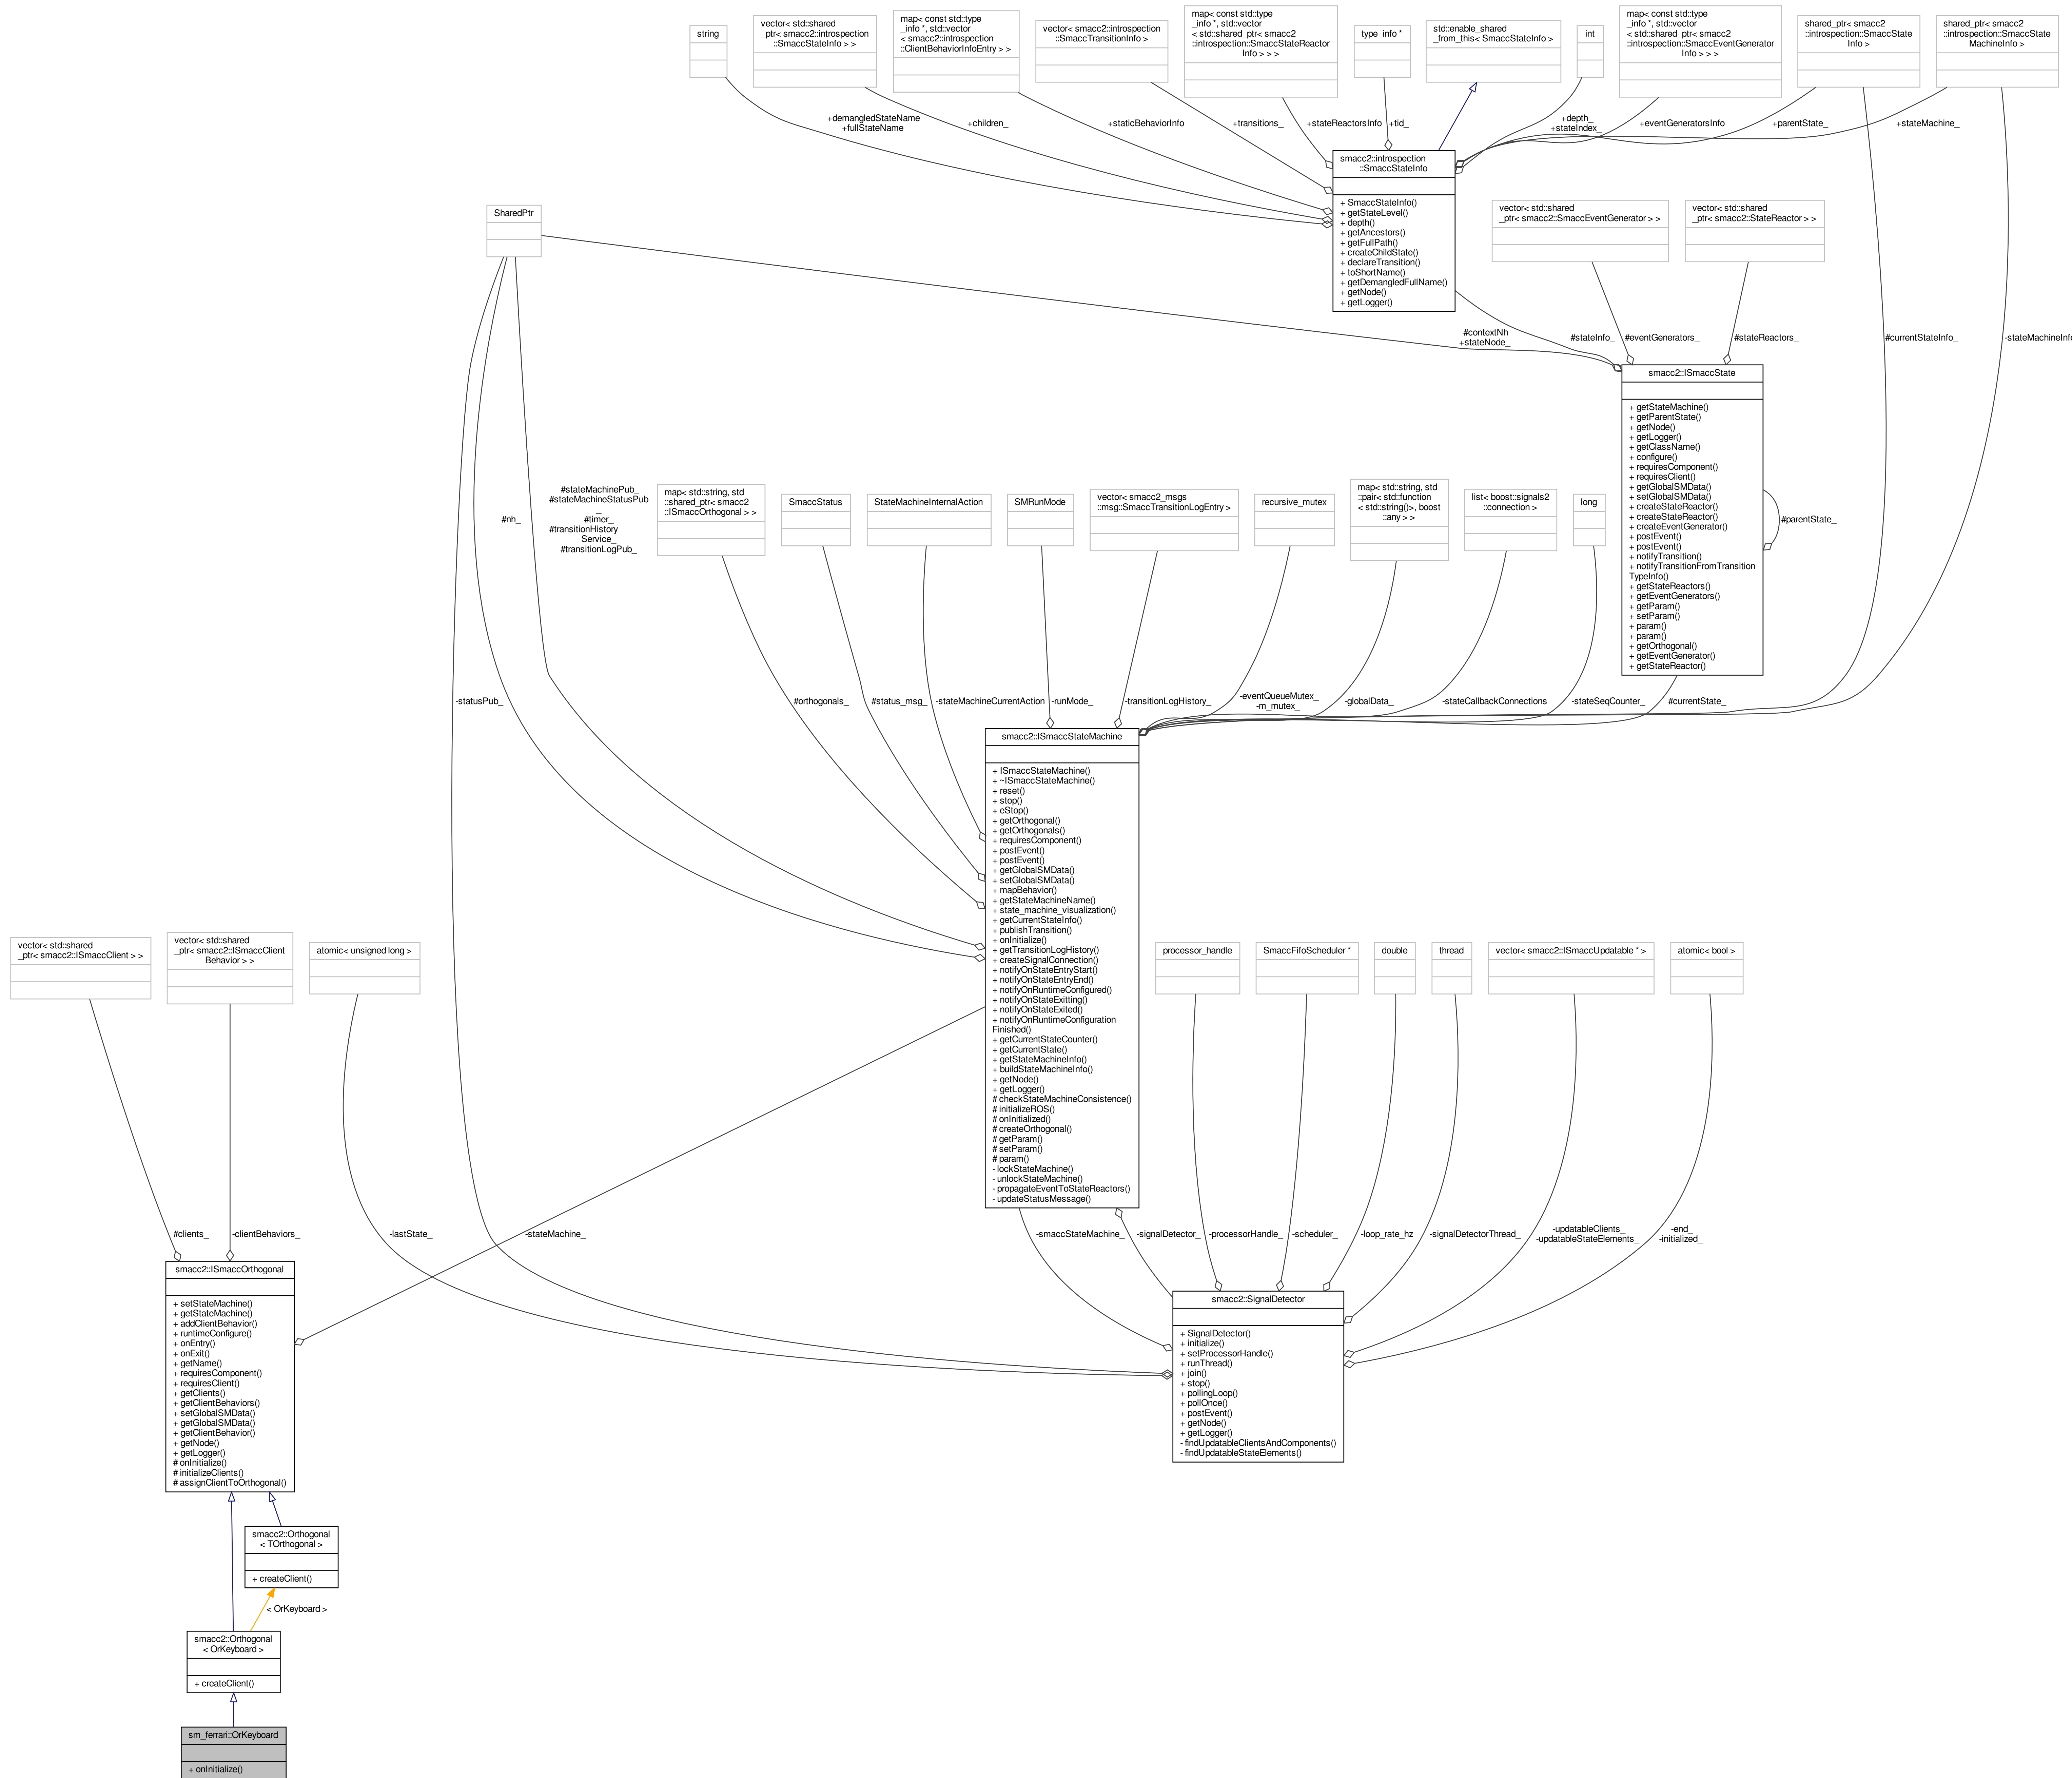 string
vector< std::shared
_ptr< smacc2::introspection
::SmaccStateInfo > >
map< const std::type
_info *, std::vector
< smacc2::introspection
::ClientBehaviorInfoEntry > >
vector< smacc2::introspection
::SmaccTransitionInfo >
map< const std::type
_info *, std::vector
< std::shared_ptr< smacc2
::introspection::SmaccStateReactor
Info > > >
type_info *
std::enable_shared
_from_this< SmaccStateInfo >
int
map< const std::type
_info *, std::vector
< std::shared_ptr< smacc2
::introspection::SmaccEventGenerator
Info > > >
shared_ptr< smacc2
::introspection::SmaccState
Info >
shared_ptr< smacc2
::introspection::SmaccState
MachineInfo >
+demangledStateName
+fullStateName
+children_
+staticBehaviorInfo
+transitions_
+stateReactorsInfo
+tid_
+depth_
+stateIndex_
+eventGeneratorsInfo
+parentState_
+stateMachine_
smacc2::introspection
::SmaccStateInfo
+ SmaccStateInfo()
+ getStateLevel()
+ depth()
+ getAncestors()
+ getFullPath()
+ createChildState()
+ declareTransition()
+ toShortName()
+ getDemangledFullName()
+ getNode()
+ getLogger()
SharedPtr
vector< std::shared
_ptr< smacc2::SmaccEventGenerator > >
vector< std::shared
_ptr< smacc2::StateReactor > >
#contextNh
+stateNode_
#stateInfo_
#eventGenerators_
#stateReactors_
#currentStateInfo_
-stateMachineInfo
smacc2::ISmaccState
+ getStateMachine()
+ getParentState()
+ getNode()
+ getLogger()
+ getClassName()
+ configure()
+ requiresComponent()
+ requiresClient()
+ getGlobalSMData()
+ setGlobalSMData()
+ createStateReactor()
+ createStateReactor()
+ createEventGenerator()
+ postEvent()
+ postEvent()
+ notifyTransition()
+ notifyTransitionFromTransition
TypeInfo()
+ getStateReactors()
+ getEventGenerators()
+ getParam()
+ setParam()
+ param()
+ param()
+ getOrthogonal()
+ getEventGenerator()
+ getStateReactor()
#parentState_
#nh_
#stateMachinePub_
#stateMachineStatusPub
_
#timer_
#transitionHistory
Service_
#transitionLogPub_
map< std::string, std
::shared_ptr< smacc2
::ISmaccOrthogonal > >
SmaccStatus
StateMachineInternalAction
SMRunMode
vector< smacc2_msgs
::msg::SmaccTransitionLogEntry >
recursive_mutex
map< std::string, std
::pair< std::function
< std::string()>, boost
::any > >
list< boost::signals2
::connection >
long
-statusPub_
#orthogonals_
#status_msg_
-stateMachineCurrentAction
-runMode_
-transitionLogHistory_
-eventQueueMutex_
-m_mutex_
-globalData_
-stateCallbackConnections
-stateSeqCounter_
#currentState_
smacc2::ISmaccStateMachine
+ ISmaccStateMachine()
+ ~ISmaccStateMachine()
+ reset()
+ stop()
+ eStop()
+ getOrthogonal()
+ getOrthogonals()
+ requiresComponent()
+ postEvent()
+ postEvent()
+ getGlobalSMData()
+ setGlobalSMData()
+ mapBehavior()
+ getStateMachineName()
+ state_machine_visualization()
+ getCurrentStateInfo()
+ publishTransition()
+ onInitialize()
+ getTransitionLogHistory()
+ createSignalConnection()
+ notifyOnStateEntryStart()
+ notifyOnStateEntryEnd()
+ notifyOnRuntimeConfigured()
+ notifyOnStateExitting()
+ notifyOnStateExited()
+ notifyOnRuntimeConfiguration
Finished()
+ getCurrentStateCounter()
+ getCurrentState()
+ getStateMachineInfo()
+ buildStateMachineInfo()
+ getNode()
+ getLogger()
# checkStateMachineConsistence()
# initializeROS()
# onInitialized()
# createOrthogonal()
# getParam()
# setParam()
# param()
- lockStateMachine()
- unlockStateMachine()
- propagateEventToStateReactors()
- updateStatusMessage()
vector< std::shared
_ptr< smacc2::ISmaccClient > >
vector< std::shared
_ptr< smacc2::ISmaccClient
Behavior > >
atomic< unsigned long >
processor_handle
SmaccFifoScheduler *
double
thread
vector< smacc2::ISmaccUpdatable * >
atomic< bool >
#clients_
-clientBehaviors_
-lastState_
-stateMachine_
-smaccStateMachine_
-signalDetector_
-processorHandle_
-scheduler_
-loop_rate_hz
-signalDetectorThread_
-updatableClients_
-updatableStateElements_
-end_
-initialized_
smacc2::ISmaccOrthogonal
+ setStateMachine()
+ getStateMachine()
+ addClientBehavior()
+ runtimeConfigure()
+ onEntry()
+ onExit()
+ getName()
+ requiresComponent()
+ requiresClient()
+ getClients()
+ getClientBehaviors()
+ setGlobalSMData()
+ getGlobalSMData()
+ getClientBehavior()
+ getNode()
+ getLogger()
# onInitialize()
# initializeClients()
# assignClientToOrthogonal()
smacc2::SignalDetector
+ SignalDetector()
+ initialize()
+ setProcessorHandle()
+ runThread()
+ join()
+ stop()
+ pollingLoop()
+ pollOnce()
+ postEvent()
+ getNode()
+ getLogger()
- findUpdatableClientsAndComponents()
- findUpdatableStateElements()
smacc2::Orthogonal
< TOrthogonal >
+ createClient()
< OrKeyboard >
smacc2::Orthogonal
< OrKeyboard >
+ createClient()
sm_ferrari::OrKeyboard
+ onInitialize()